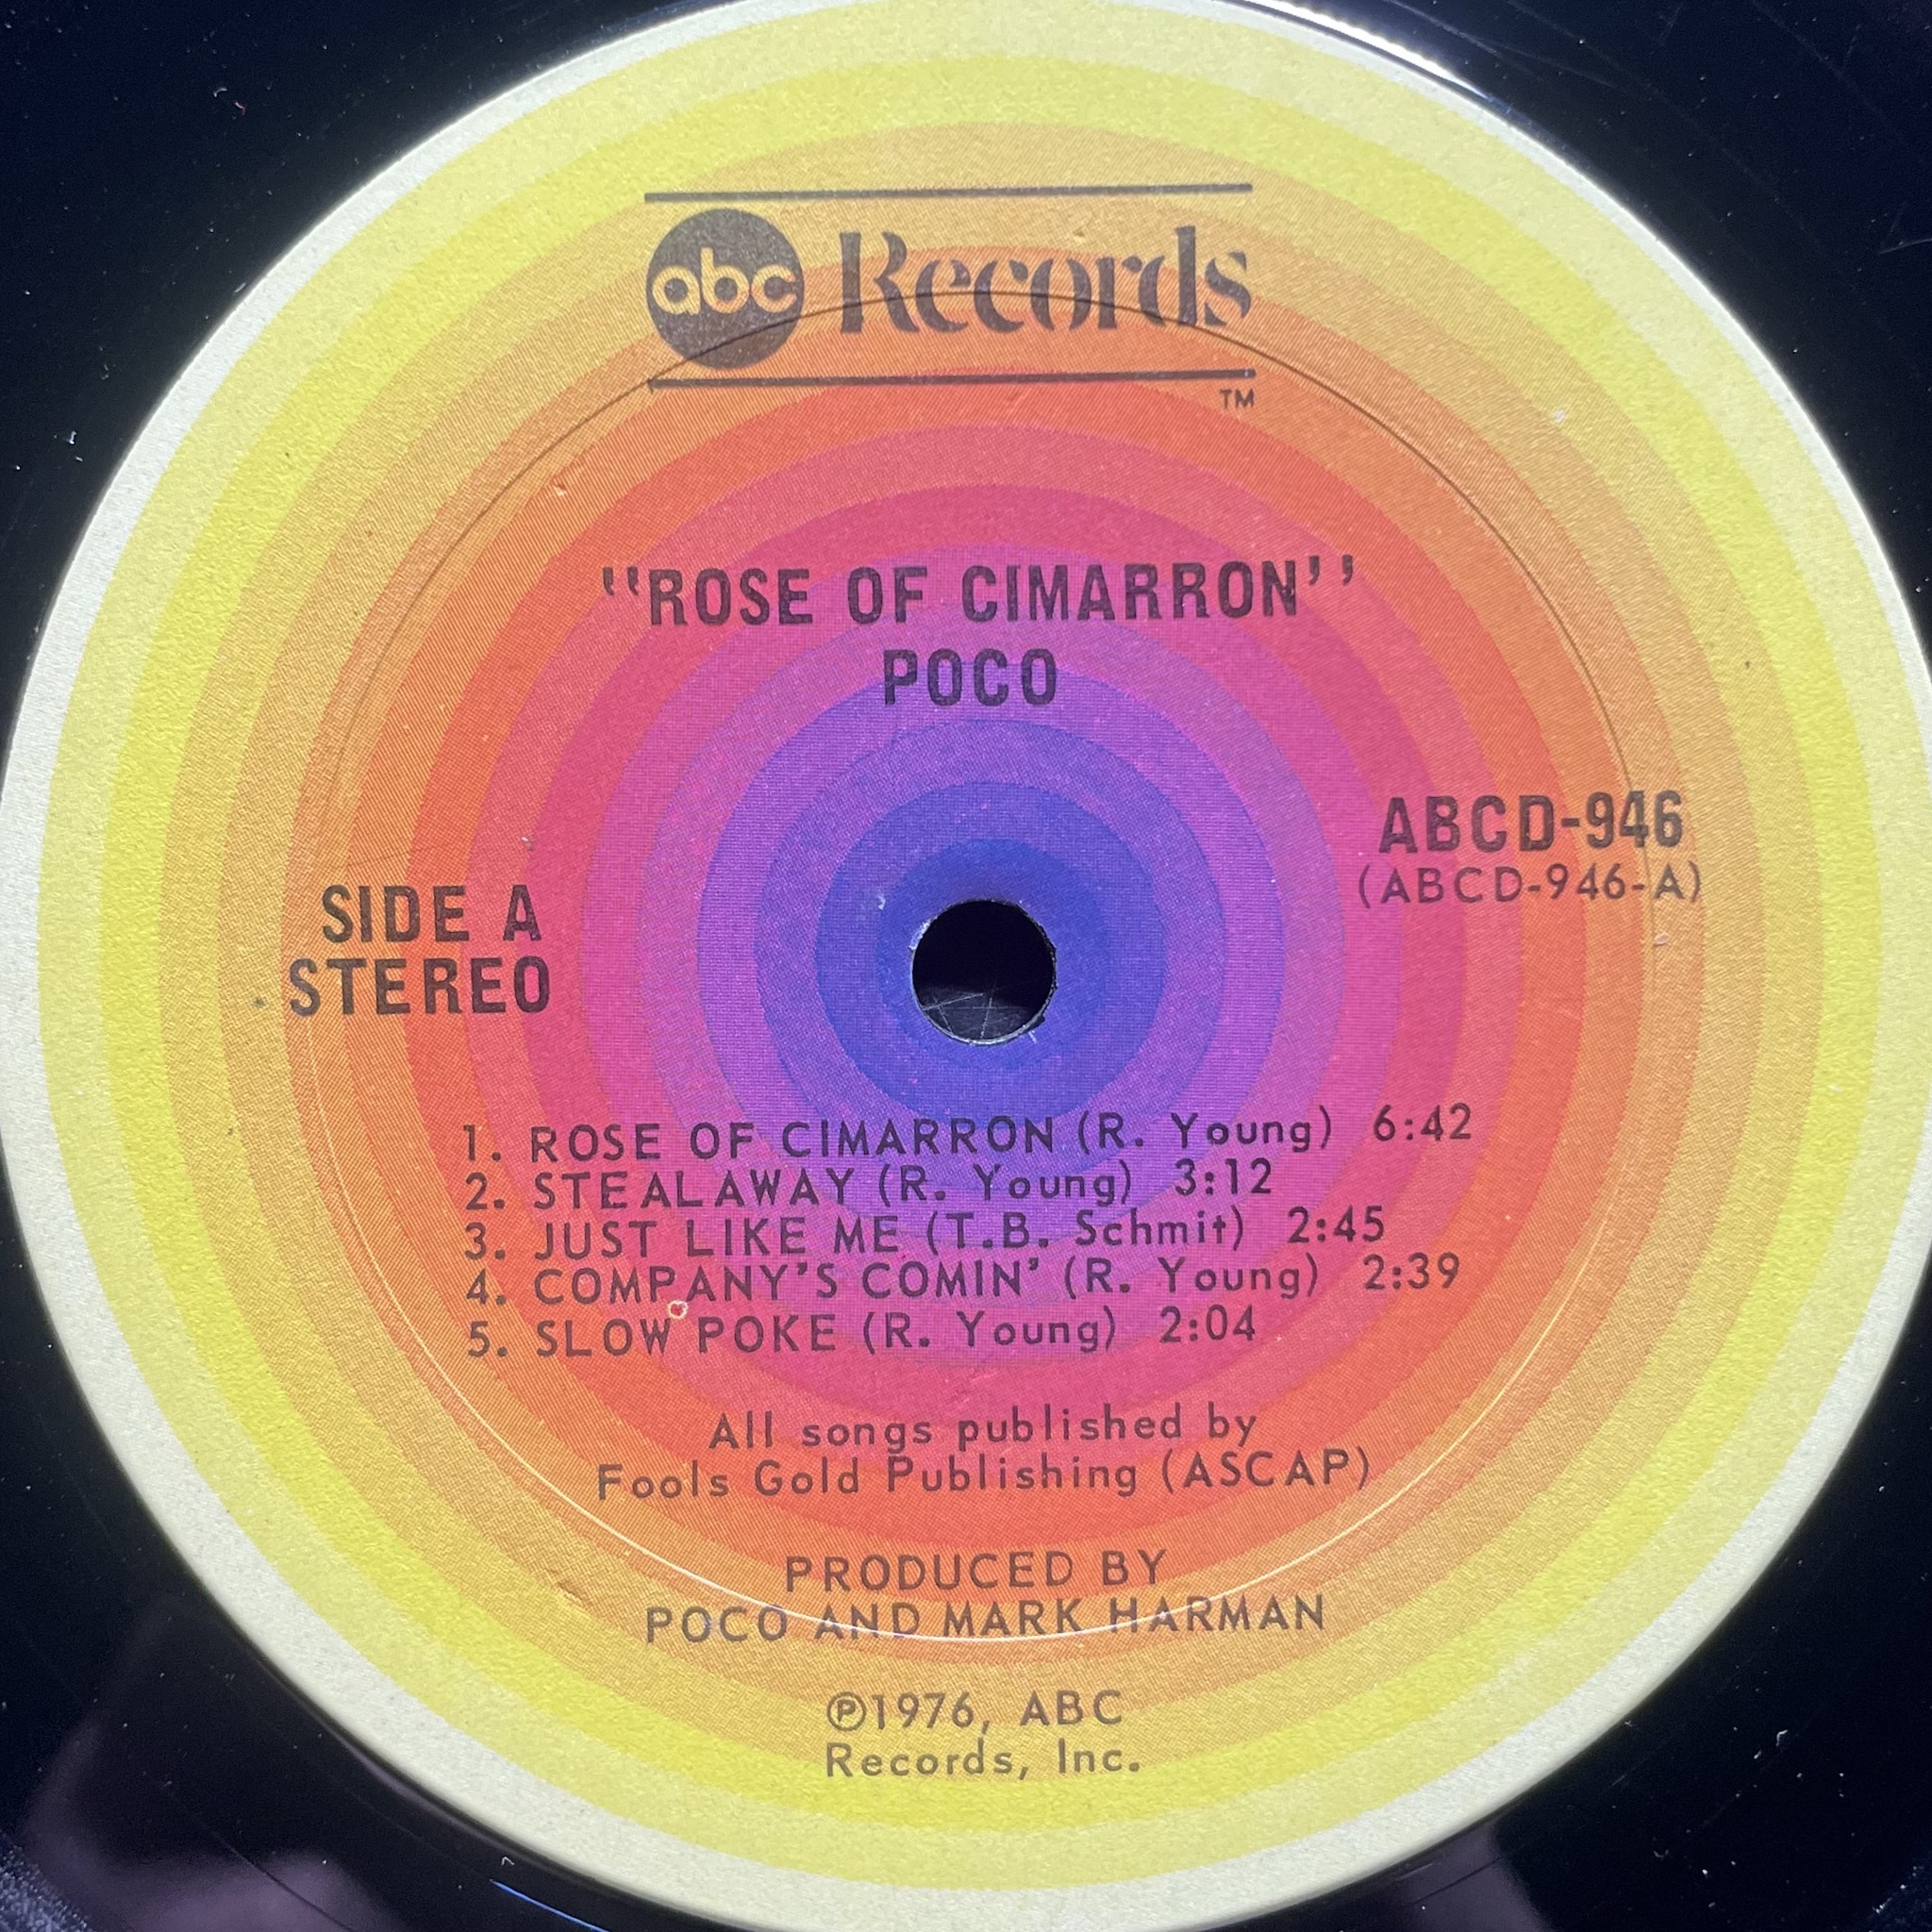 abc Records
TM
"ROSE OF CIMARRON"
POCO
ABCD-946
(ABCD-946-A)
SIDE A
STEREO
1. ROSE OF CIMARRON (R. Young) 6:42
2. STEALAWAY (R. Young) 3:12
3. JUST LIKE ME (T.B. Schmit) 2:45
4. COMPANY'S COMIN' (R. Young) 2:39
5. SLOW POKE (R. Young) 2:04
All songs published by
Fools Gold Publishing (ASCAP)
PRODUCED BY
POCO AND MARK HARMAN
℗1976, ABC
Records, Inc.